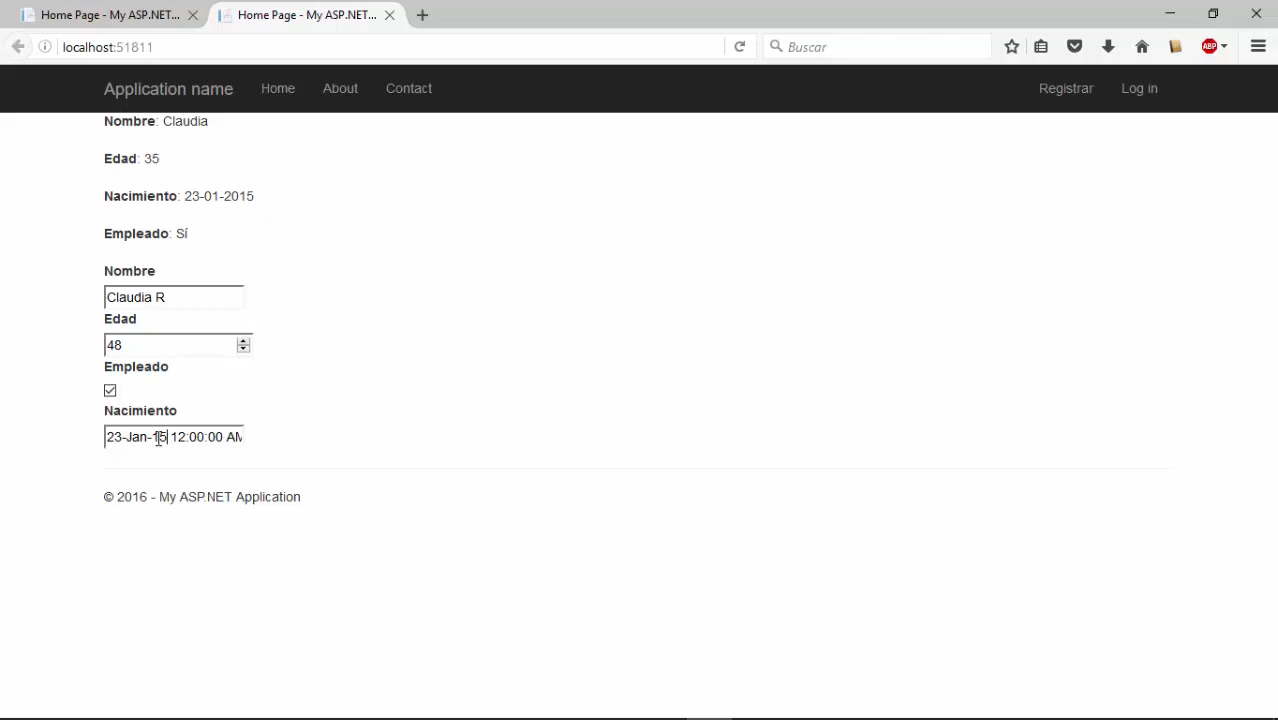 Home Page - My ASP.NET... Home Page - My ASP.NET...
localhost:51811 Buscar ABP
Application name Home About Contact Registrar Log in
Nombre: Claudia
Edad: 35
Nacimiento: 23-01-2015
Empleado: Sí
Nombre
Claudia R
Edad
48
Empleado
Nacimiento
23-Jan-15 12:00:00 AM
© 2016 - My ASP.NET Application